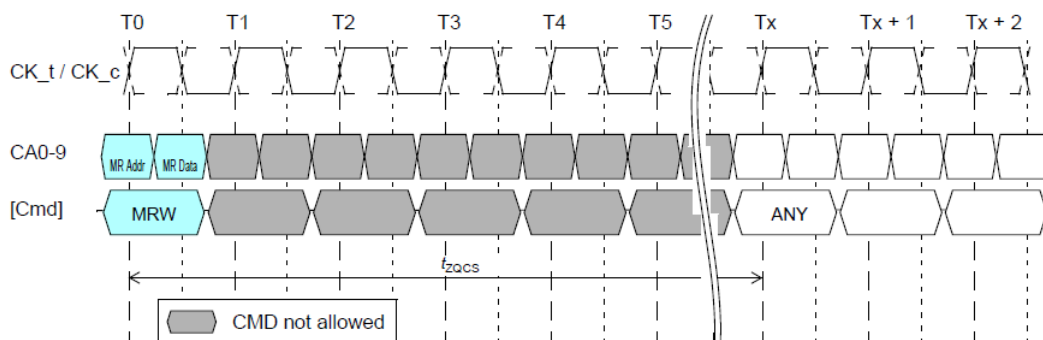 T0 T1 T2 T3 T4 T5 Tx Tx + 1 Tx + 2
CK_t / CK_c
CA0-9 MR Addr MR Data
[Cmd] MRW ANY
tZQCS
CMD not allowed